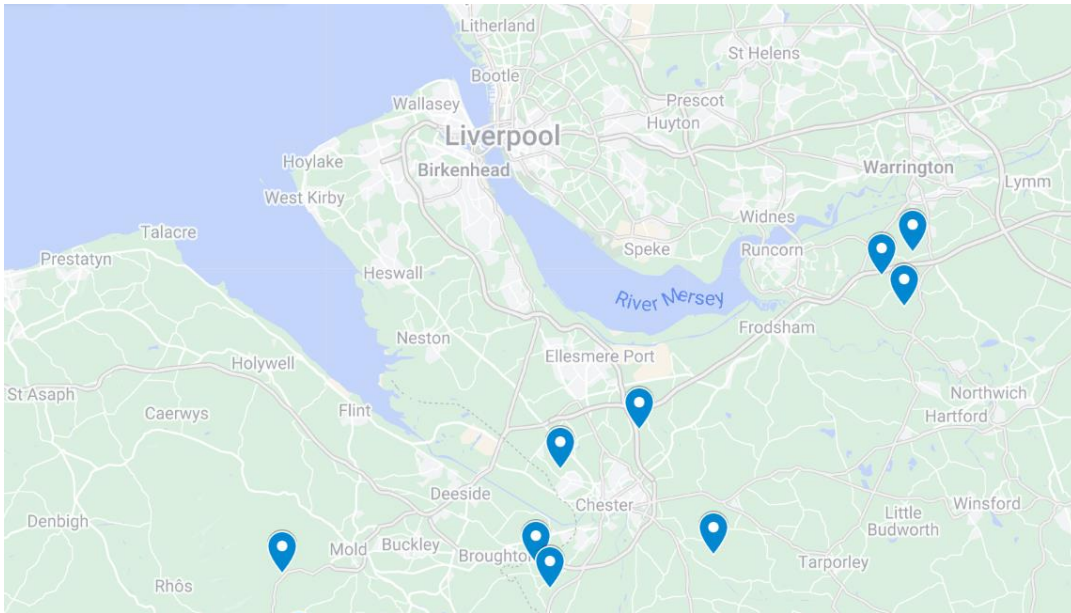 Litherland
St Helens
Bootle
Wallasey
Prescot
Huyton
Liverpool
Hoylake
Birkenhead
Warrington
Lymm
West Kirby
Widnes
Talacre
Speke
Runcorn
Prestatyn
Heswall
River Mersey
Frodsham
Neston
Ellesmere Port
Holywell
St Asaph
Northwich
Caerwys
Flint
Hartford
Deeside
Chester
Winsford
Little
Budworth
Denbigh
Mold
Buckley
Broughton
Tarporley
Rhôs